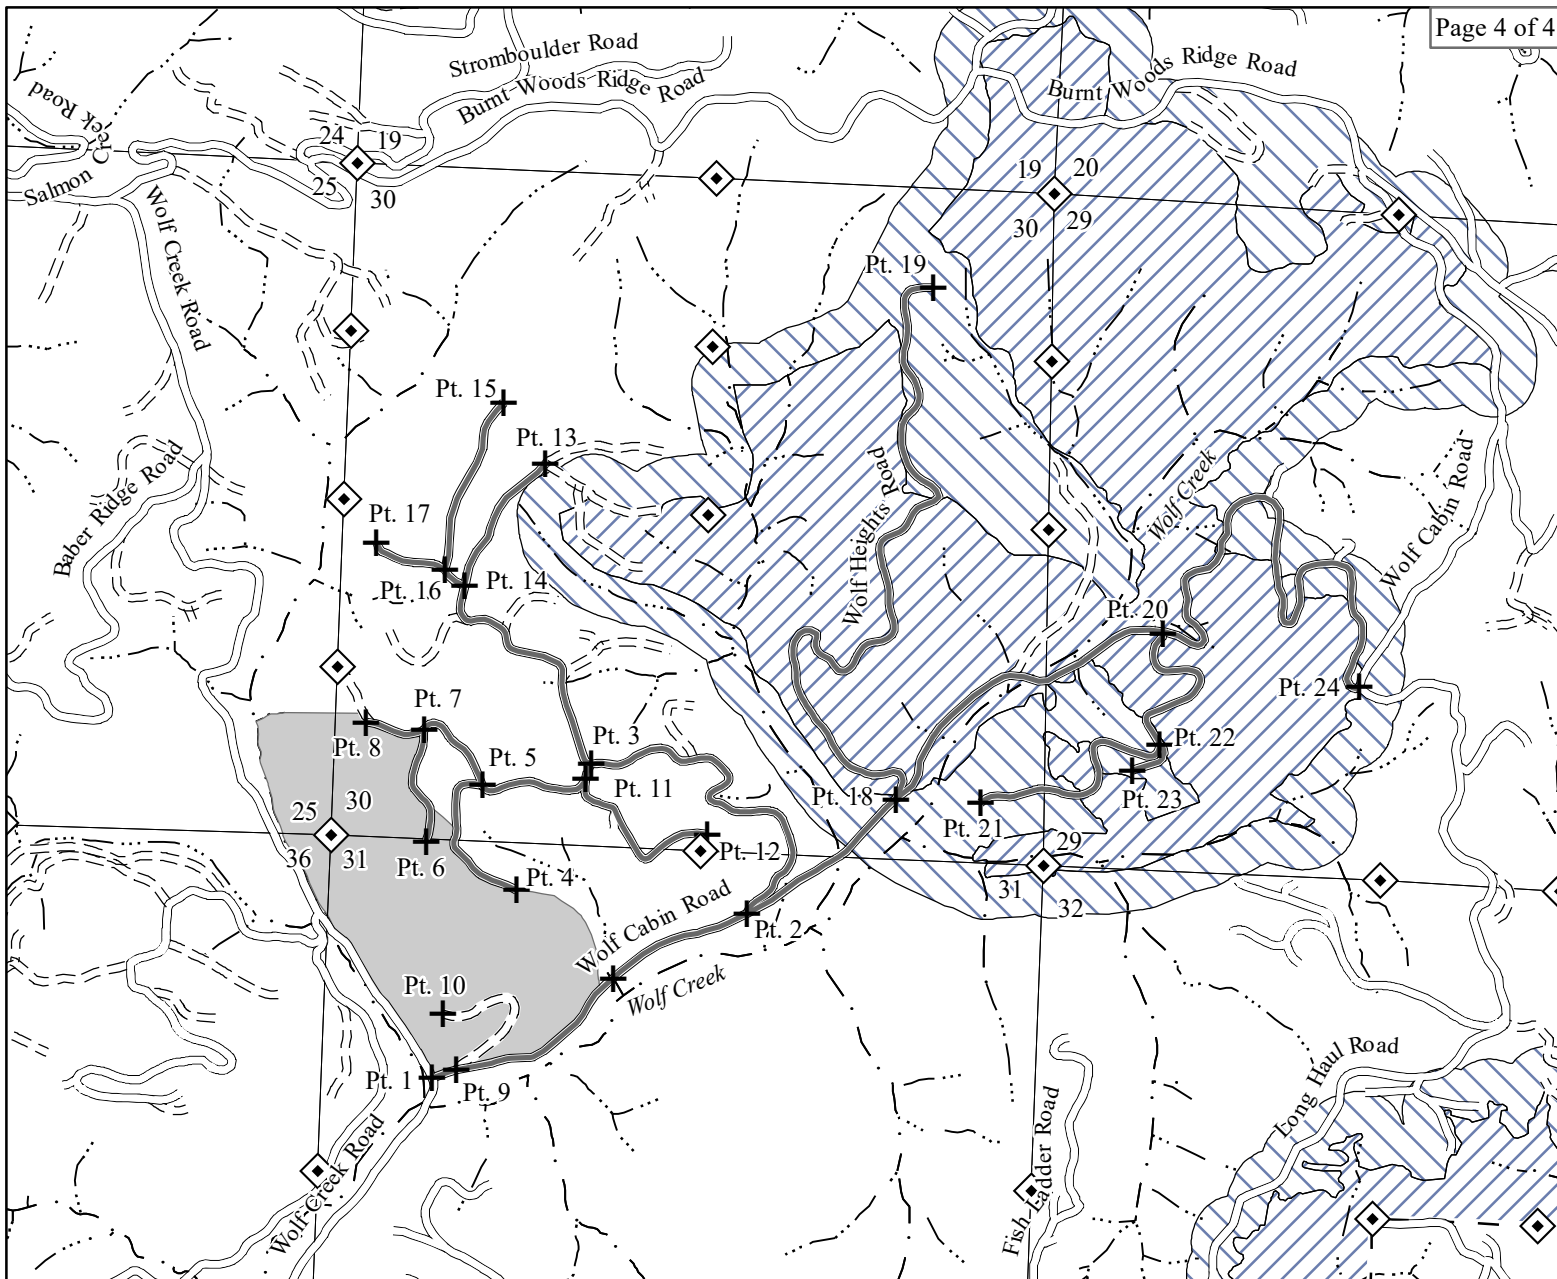 Page 4 of 4
Stromboulder Road
Burnt Woods Ridge Road
Burnt Woods Ridge Road
Creek Road
Salmon Creek
24
19
25
30
19
20
30
29
Wolf Creek Road
Pt. 19
Pt. 15
Pt. 13
Baber Ridge Road
Wolf Heights Road
Wolf Creek
Wolf Cabin Road
Pt. 17
Pt. 16
Pt. 14
Pt. 20
Pt. 24
Pt. 7
Pt. 8
Pt. 3
Pt. 5
Pt. 11
Pt. 22
Pt. 18
Pt. 23
Pt. 21
25
30
36
31
29
31
32
Pt. 6
Pt. 12
Pt. 4
Wolf Cabin Road
Pt. 2
Wolf Creek
Pt. 10
Pt. 1
Pt. 9
Long Haul Road
Wolf Creek Road
Fish Ladder Road